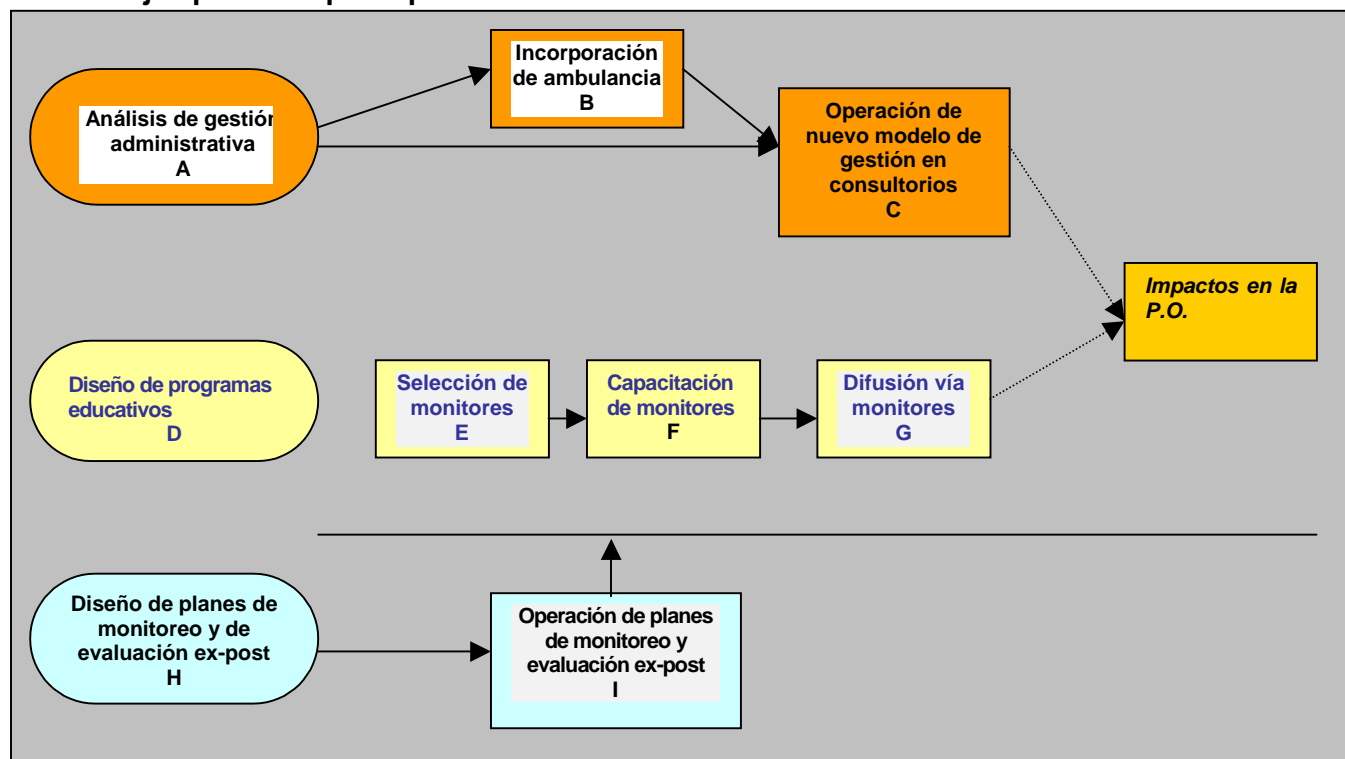 Incorporación
de ambulancia
B
Análisis de gestión
administrativa
A
Operación de
nuevo modelo de
gestión en
consultorios
C
Impactos en la
P.O.
Diseño de programas
educativos
D
Selección de
monitores
E
Capacitación
de monitores
F
Difusión vía
monitores
G
Diseño de planes de
monitoreo y de
evaluación ex-post
H
Operación de planes
de monitoreo y
evaluación ex-post
I